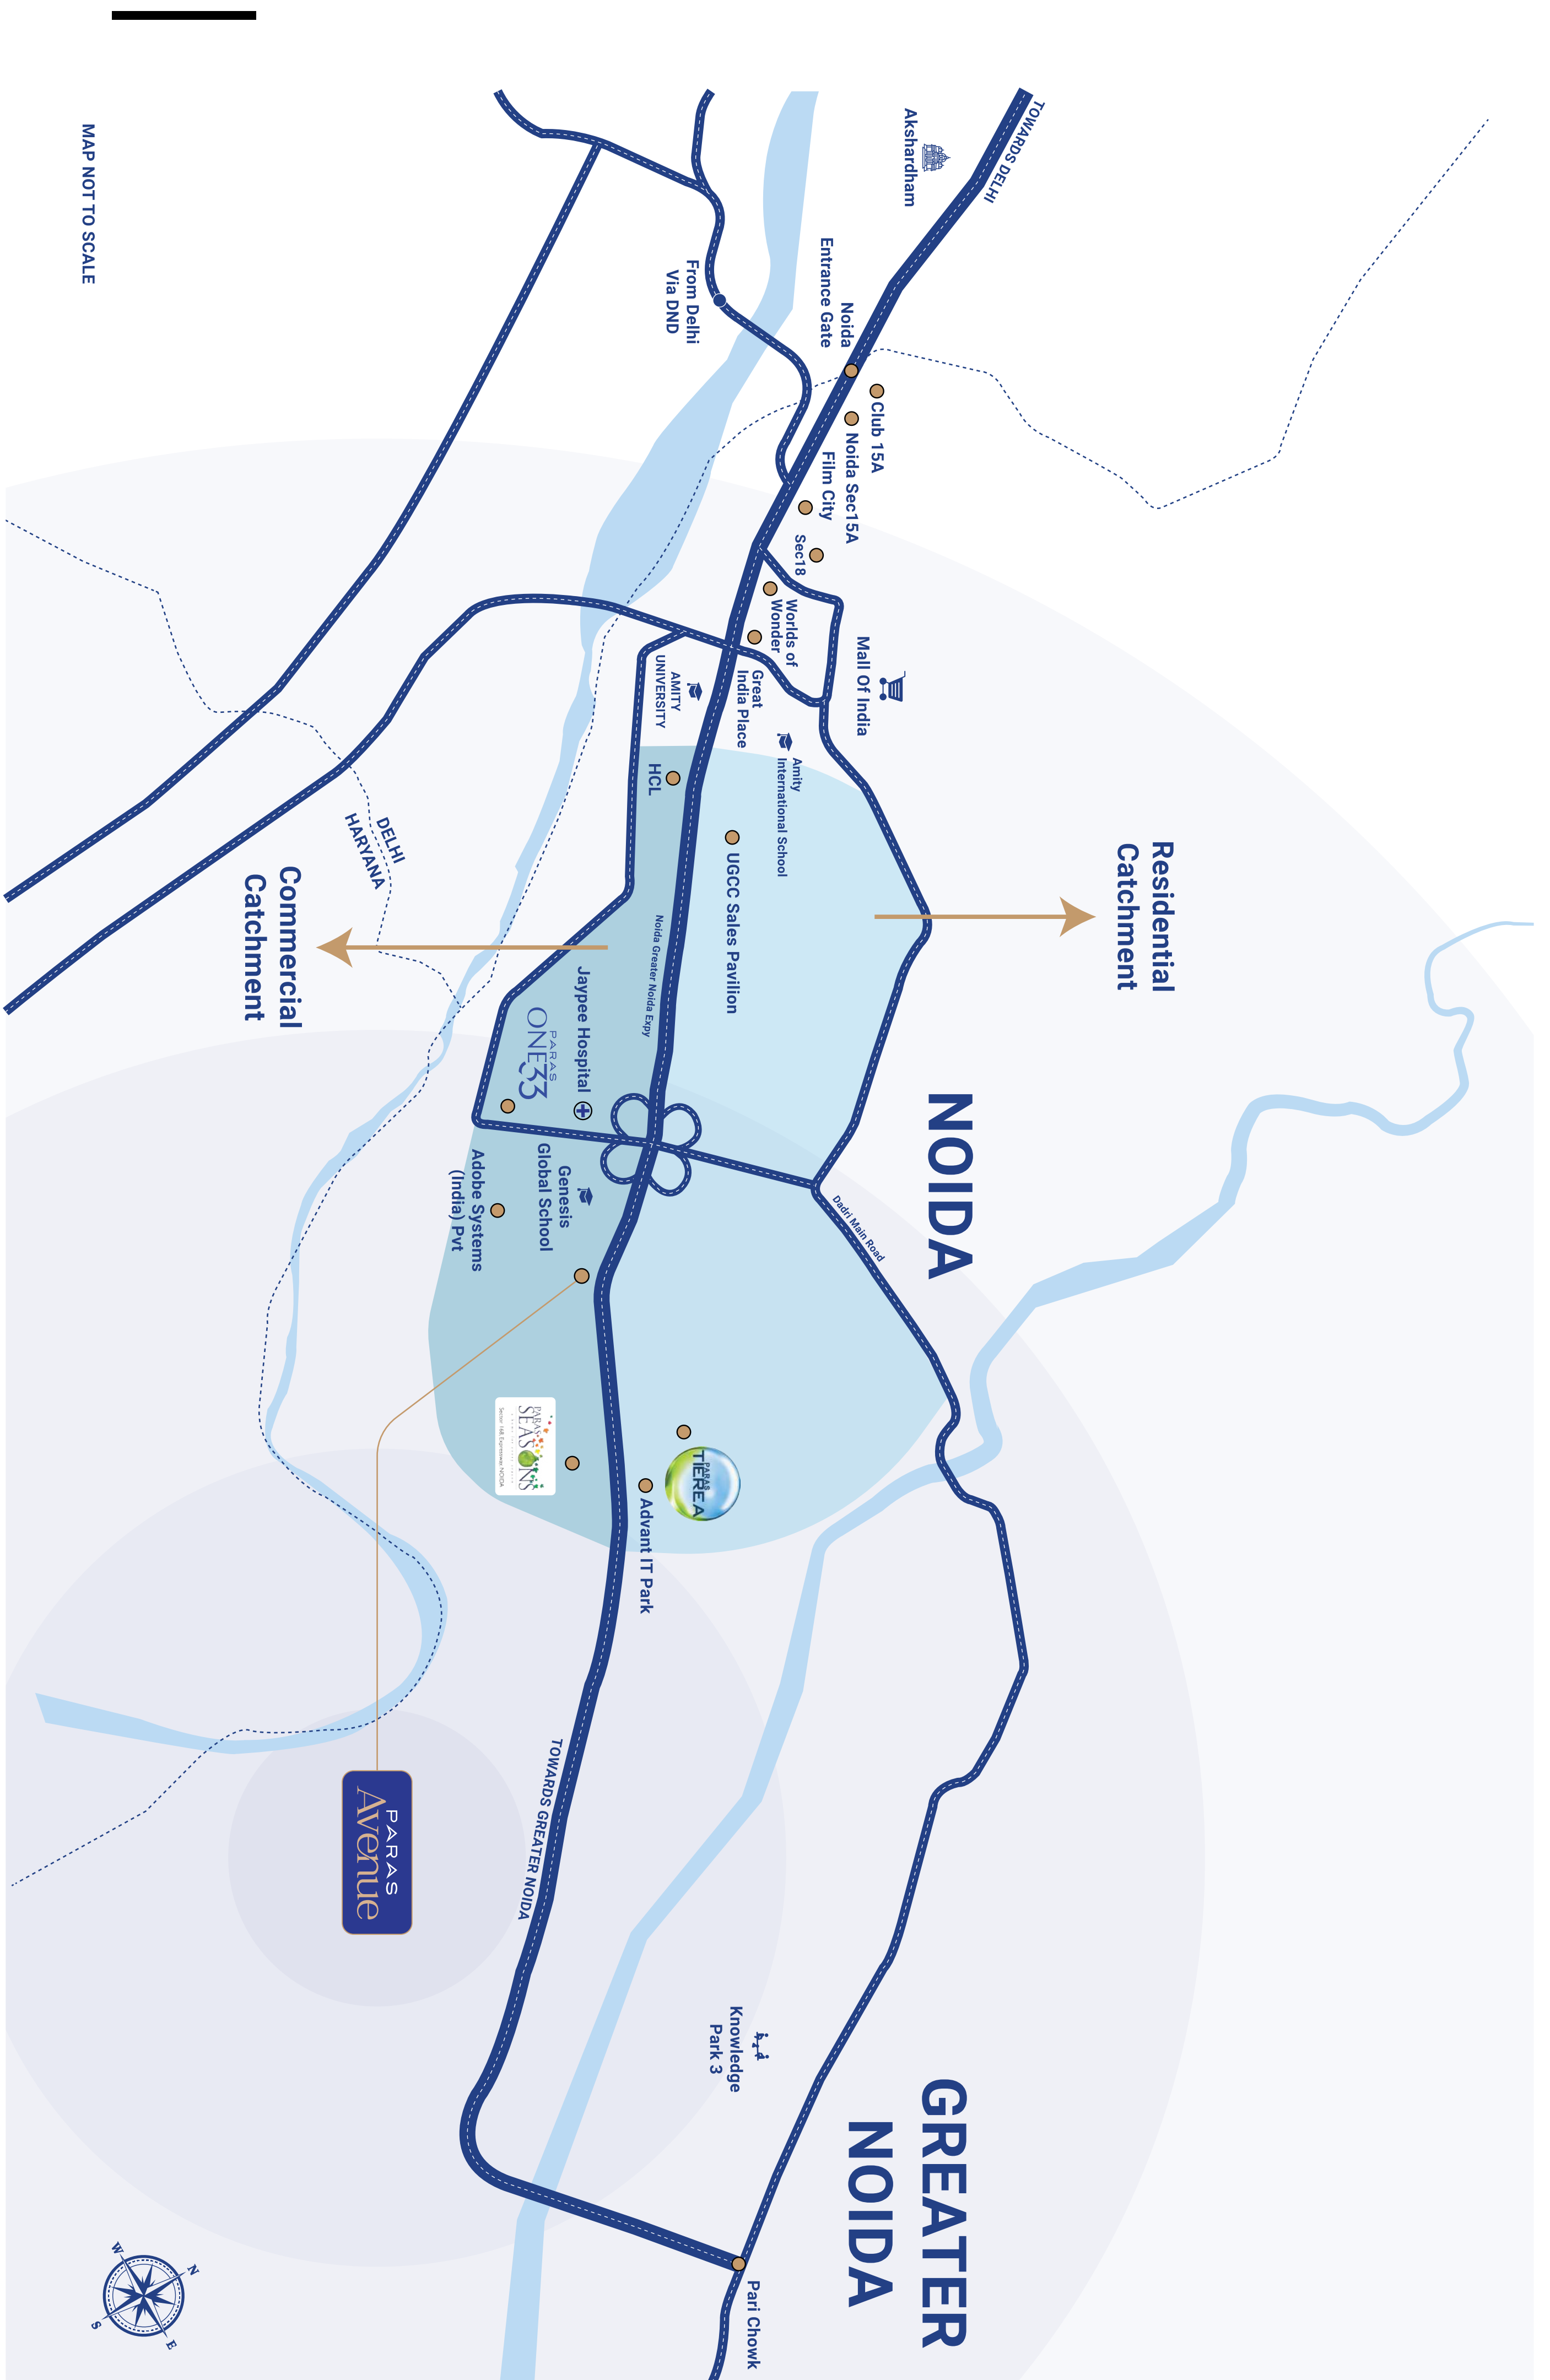 TOWARDS DELHI
Akshardham
MAP NOT TO SCALE
Noida
Entrance Gate
From Delhi
Via DND
Club 15A
Noida Sec15A
Film City
Sec18
Worlds of
Wonder
Mall Of India
Great
India Place
AMITY
UNIVERSITY
Amity
International School
HCL
UGCC Sales Pavilion
DELHI
HARYANA
Residential
Catchment
Commercial
Catchment
Noida Greater Noida Expy
Jaypee Hospital
PARAS
ONE33
NOIDA
Genesis
Global School
Adobe Systems
(India) Pvt
Dadri Main Road
PARAS
TIEREA
PARAS
SEASONS
Sector 168, Expressway NOIDA
Advant IT Park
TOWARDS GREATER NOIDA
PARAS
Avenue
Knowledge
Park 3
GREATER
NOIDA
Pari Chowk
N
W
E
S